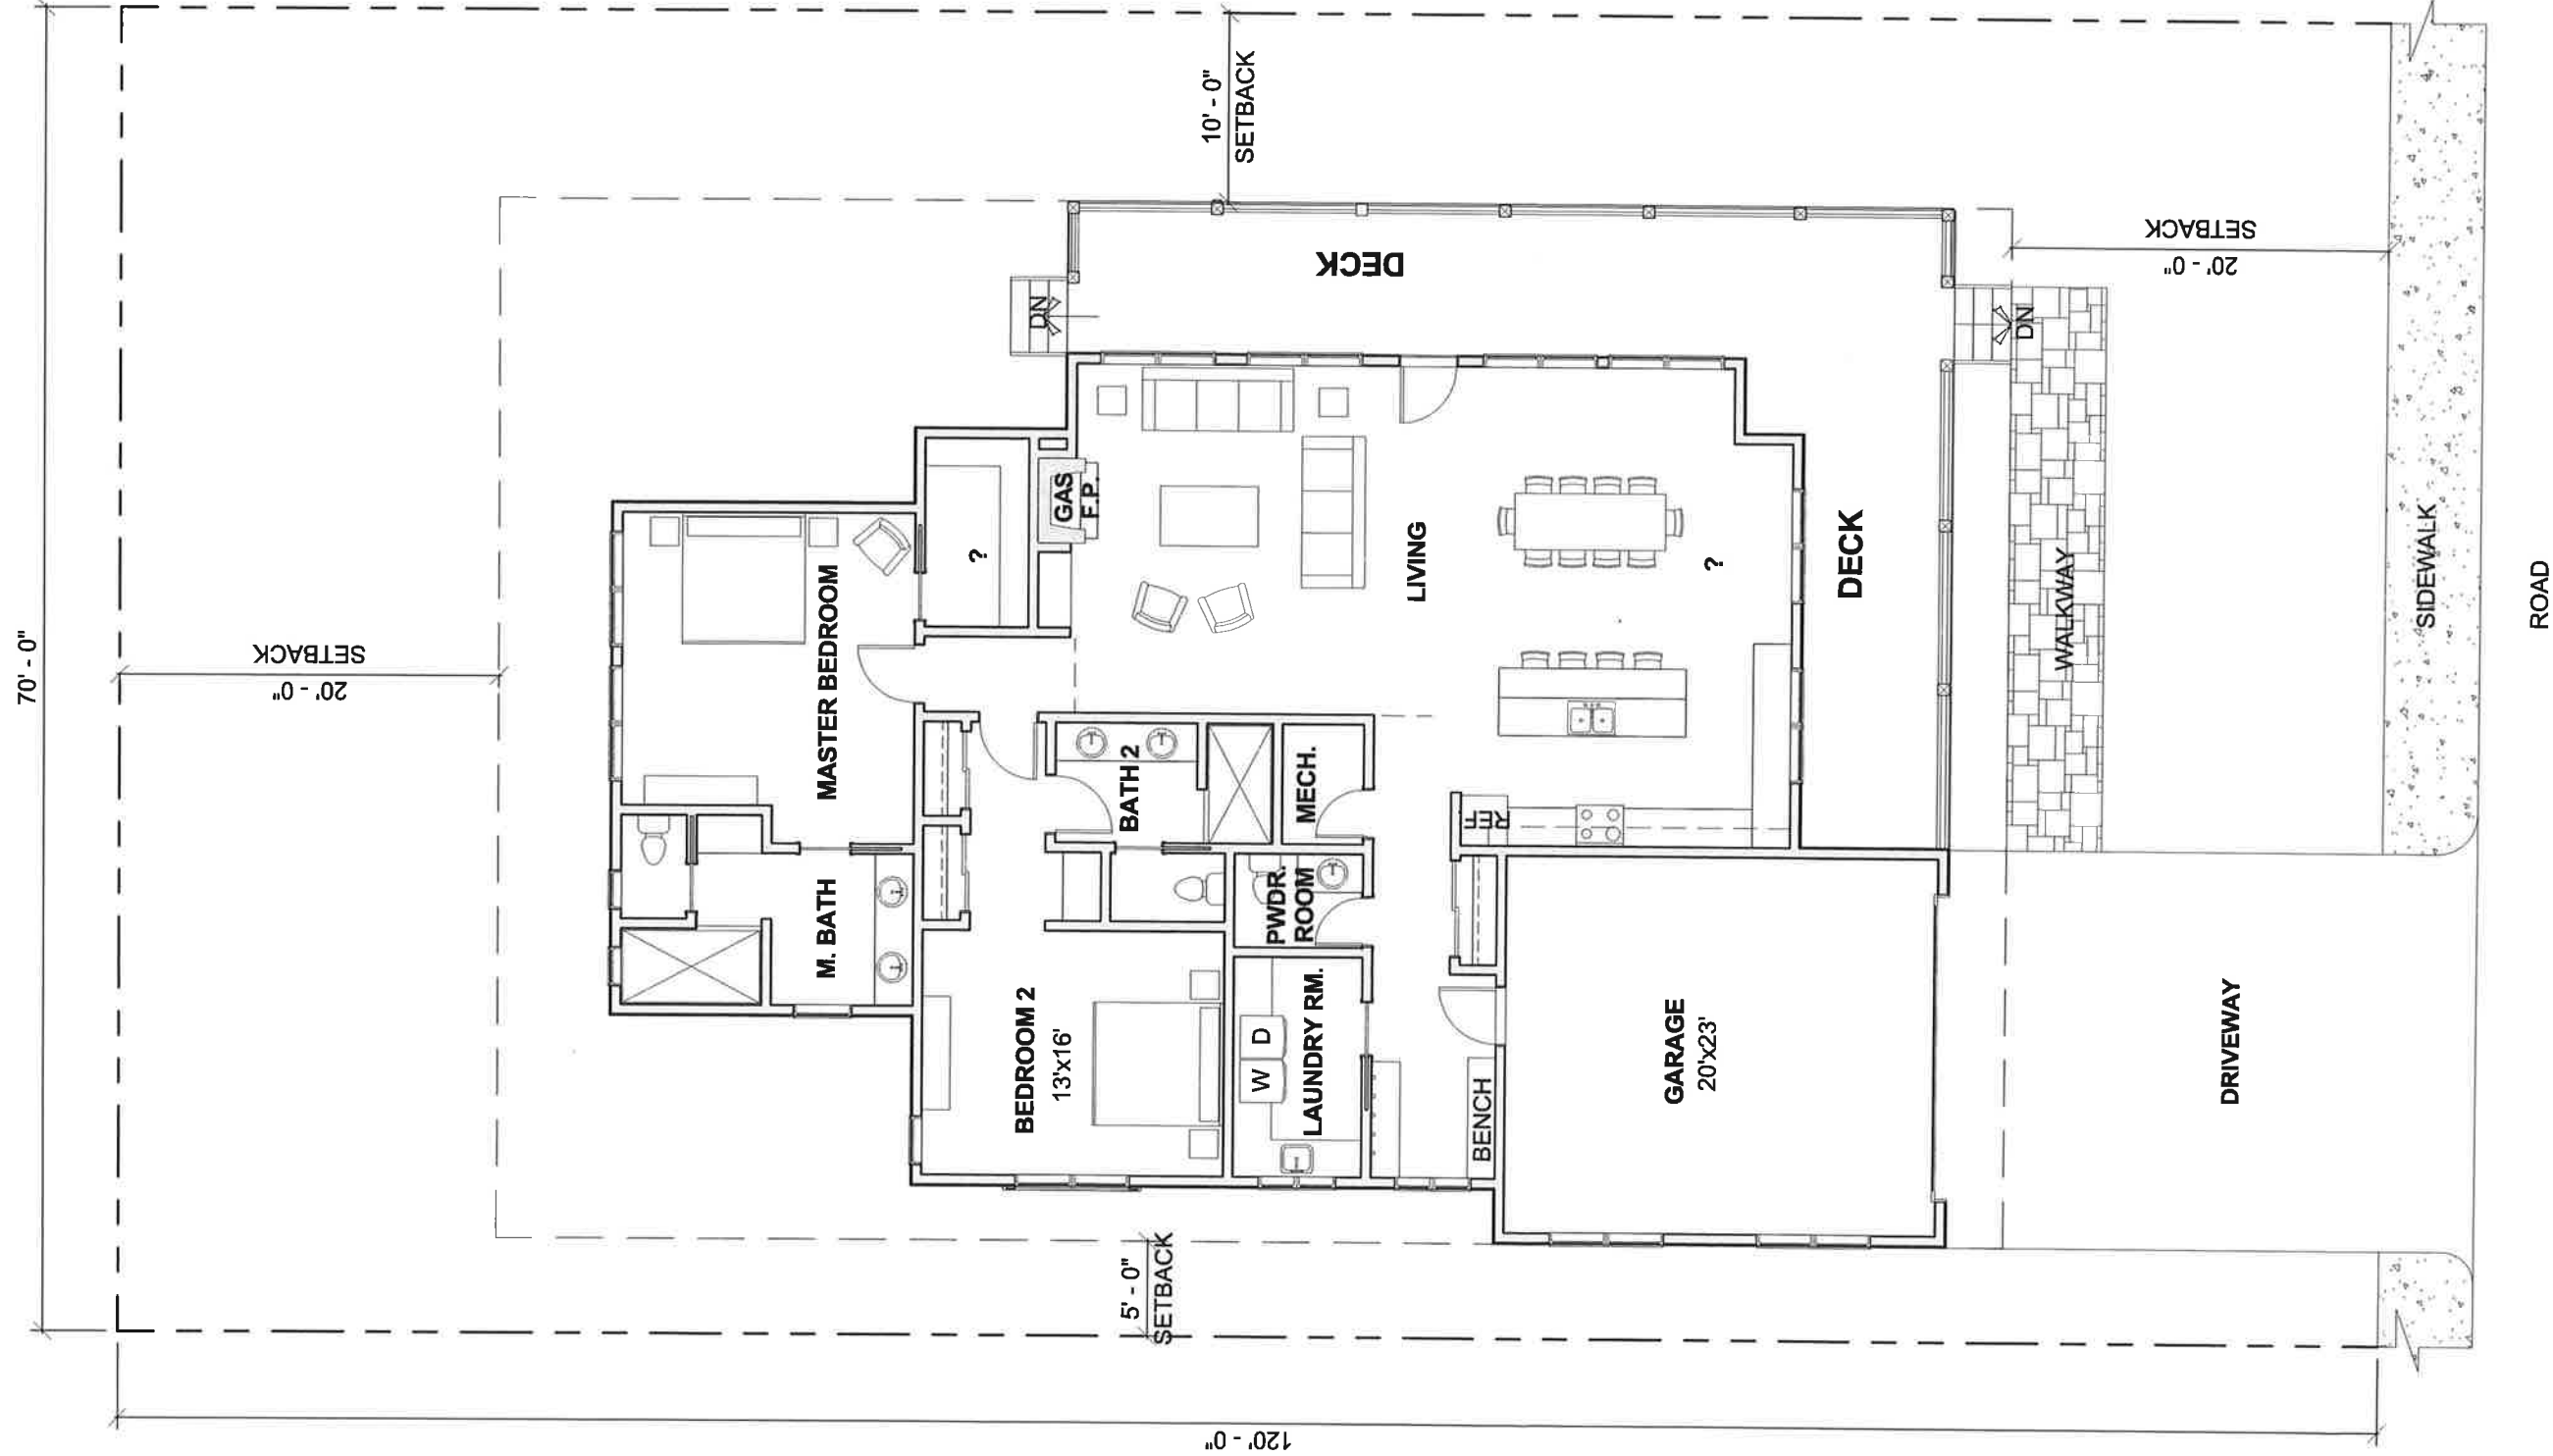 70' - 0"
20' - 0"
SETBACK
10' - 0"
SETBACK
20' - 0"
SETBACK
5' - 0"
SETBACK
120' - 0"
MASTER BEDROOM
M. BATH
?
GAS
F.P.
DN
DECK
DN
LIVING
?
DECK
BATH 2
MECH.
REF
PWDR.
ROOM
BEDROOM 2
13'x16'
W
D
LAUNDRY RM.
BENCH
GARAGE
20'x23'
WALKWAY
DRIVEWAY
SIDEWALK
ROAD